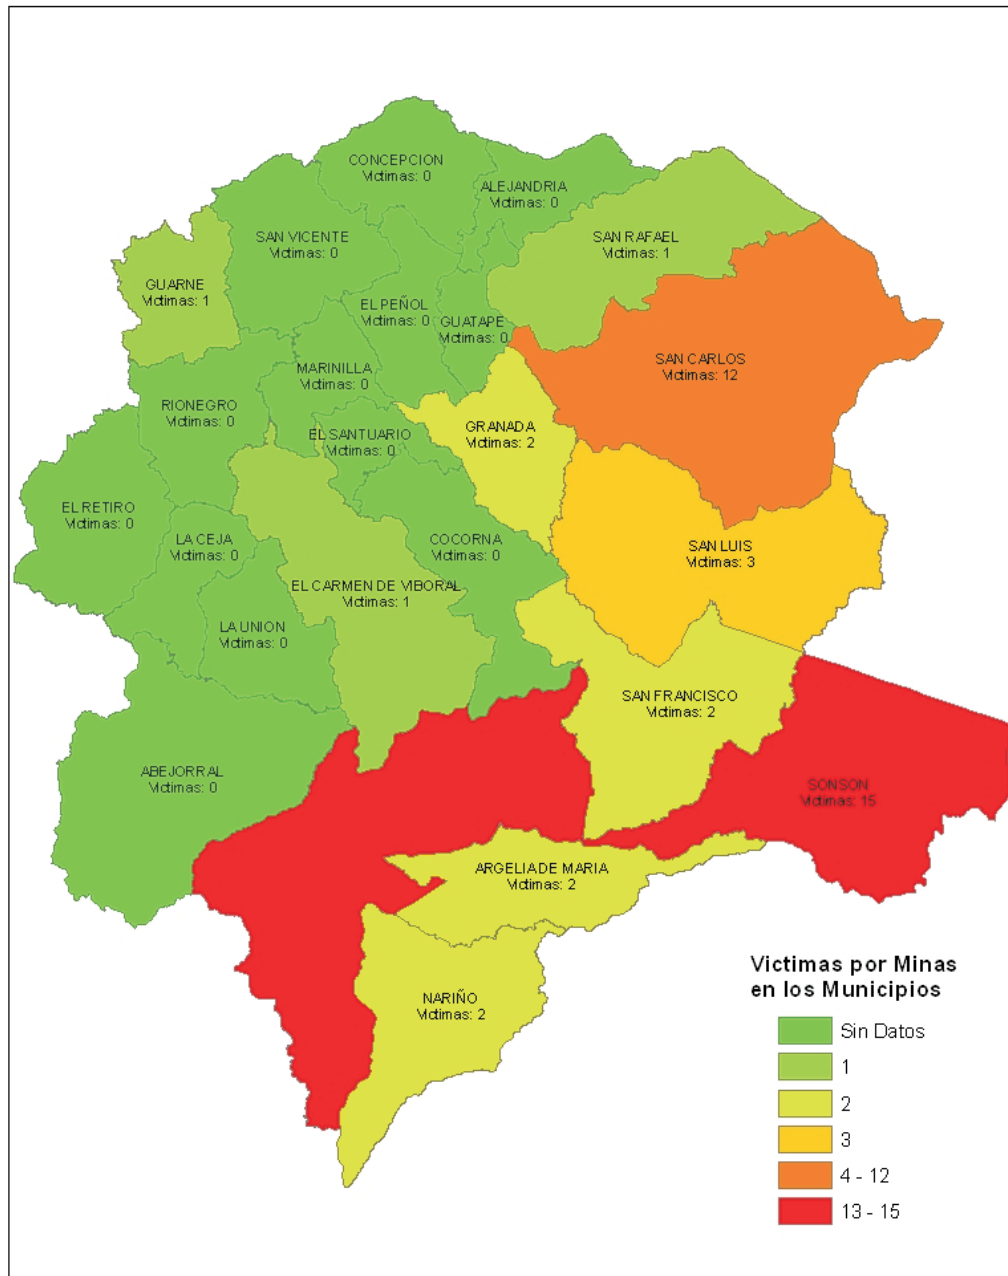 CONCEPCION
Victimas: 0
ALEJANDRIA
Victimas: 0
SAN VICENTE
Victimas: 0
SAN RAFAEL
Victimas: 1
GUARNE
Victimas: 1
EL PEÑOL
Victimas: 0
GUATAPE
Victimas: 0
SAN CARLOS
Victimas: 12
MARINILLA
Victimas: 0
RIONEGRO
Victimas: 0
GRANADA
Victimas: 2
EL SANTUARIO
Victimas: 0
EL RETIRO
Victimas: 0
LA CEJA
Victimas: 0
COCORNA
Victimas: 0
SAN LUIS
Victimas: 3
EL CARMEN DE VIBORAL
Victimas: 1
LA UNION
Victimas: 0
SAN FRANCISCO
Victimas: 2
ABEJORRAL
Victimas: 0
SONSON
Victimas: 15
ARGELIA DE MARIA
Victimas: 2
NARIÑO
Victimas: 2
Victimas por Minas
en los Municipios
Sin Datos
1
2
3
4 - 12
13 - 15